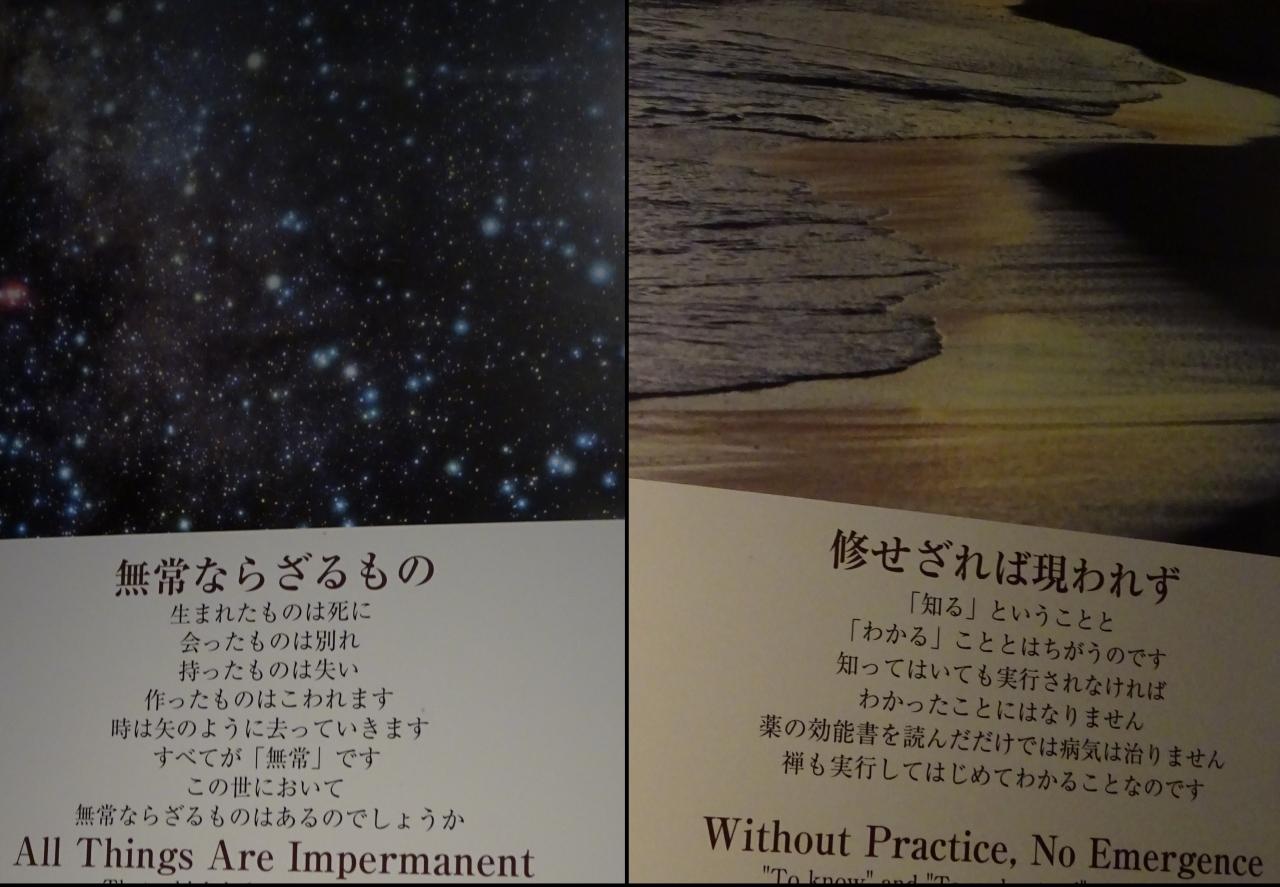 無常ならざるもの
生まれたものは死に
会ったものは別れ
持ったものは失い
作ったものはこわれます
時は矢のように去っていきます
すべてが「無常」です
この世において
無常ならざるものはあるのでしょうか
All Things Are Impermanent
修せざれば現われず
「知る」ということと
「わかる」こととはちがうのです
知ってはいても実行されなければ
わかったことにはなりません
薬の効能書を読んだだけでは病気は治りません
禅も実行してはじめてわかることなのです
Without Practice, No Emergence
"To know" and